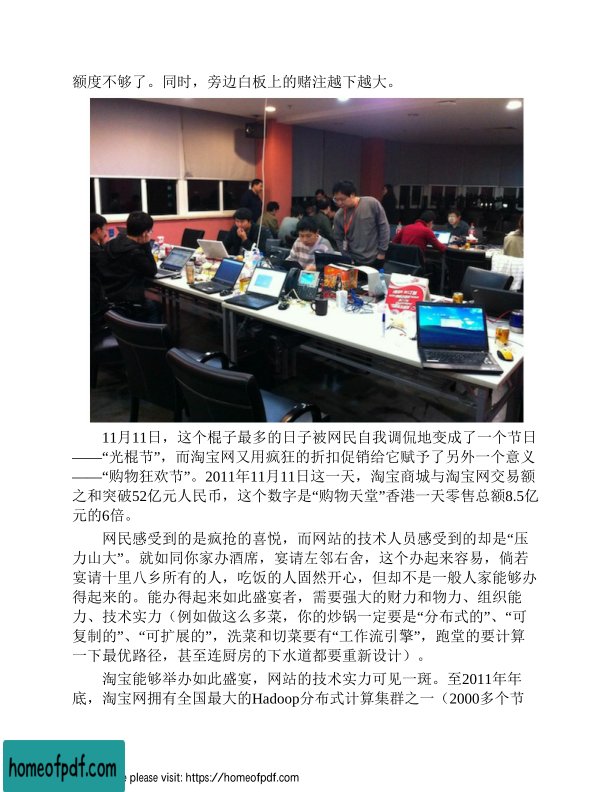 额度不够了。同时，旁边白板上的赌注越下越大。
11月11日，这个棍子最多的日子被网民自我调侃地变成了一个节日
——“光棍节”，而淘宝网又用疯狂的折扣促销给它赋予了另外一个意义
——“购物狂欢节”。2011年11月11日这一天，淘宝商城与淘宝网交易额
之和突破52亿元人民币，这个数字是“购物天堂”香港一天零售总额8.5亿
元的6倍。
网民感受到的是疯抢的喜悦，而网站的技术人员感受到的却是“压
力山大”。就如同你家办酒席，宴请左邻右舍，这个办起来容易，倘若
宴请十里八乡所有的人，吃饭的人固然开心，但却不是一般人家能够办
得起来的。能办得起来如此盛宴者，需要强大的财力和物力、组织能
力、技术实力（例如做这么多菜，你的炒锅一定要是“分布式的”、“可
复制的”、“可扩展的”，洗菜和切菜要有“工作流引擎”，跑堂的要计算
一下最优路径，甚至连厨房的下水道都要重新设计）。
淘宝能够举办如此盛宴，网站的技术实力可见一斑。至2011年年
底，淘宝网拥有全国最大的Hadoop分布式计算集群之一（2000多个节
homeofpdf.com
e please visit: https://homeofpdf.com